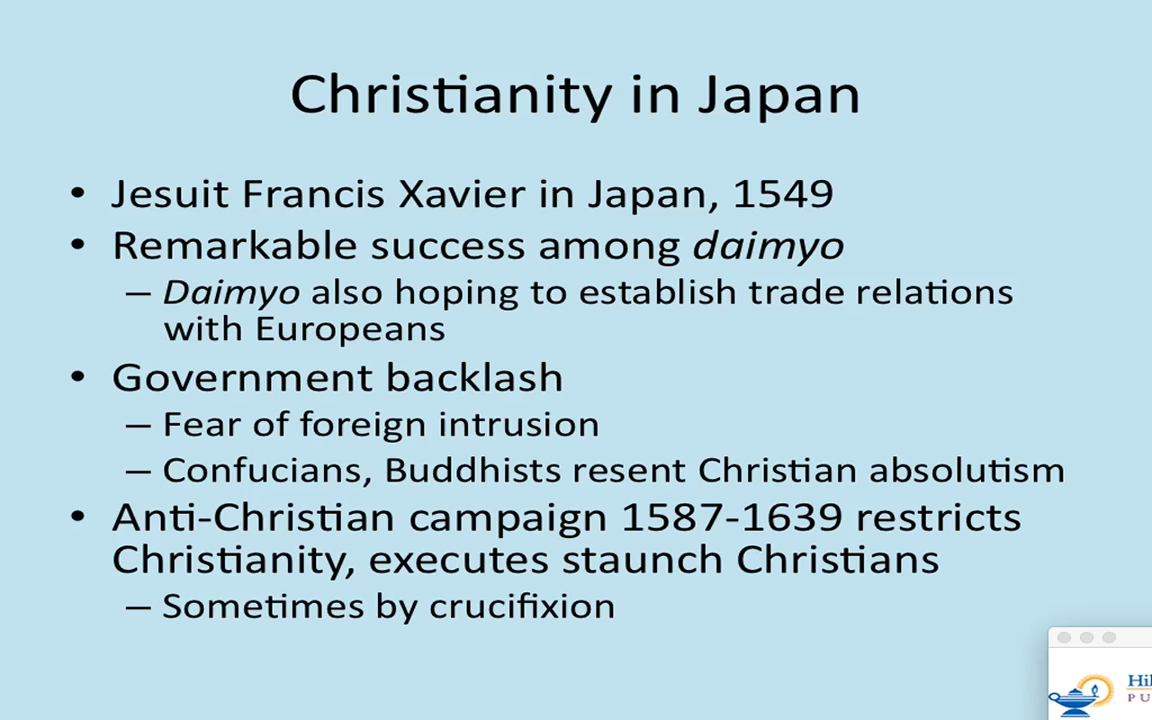 Christianity in Japan
• Jesuit Francis Xavier in Japan, 1549
• Remarkable success among daimyo
– Daimyo also hoping to establish trade relations
with Europeans
• Government backlash
– Fear of foreign intrusion
– Confucians, Buddhists resent Christian absolutism
• Anti-Christian campaign 1587-1639 restricts
Christianity, executes staunch Christians
– Sometimes by crucifixion